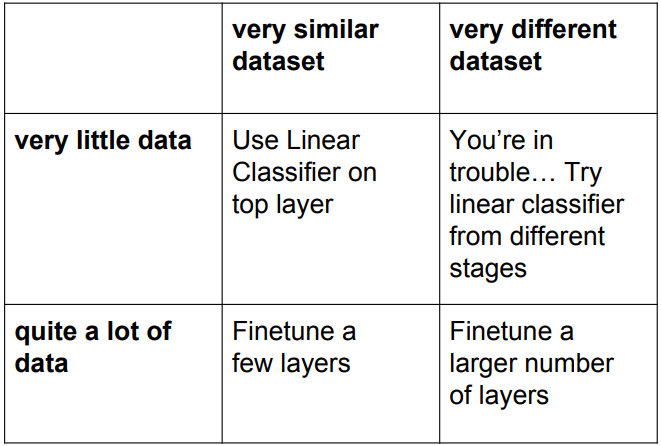 very similar
dataset
very different
dataset
very little data
Use Linear
Classifier on
top layer
You’re in
trouble… Try
linear classifier
from different
stages
quite a lot of
data
Finetune a
few layers
Finetune a
larger number
of layers